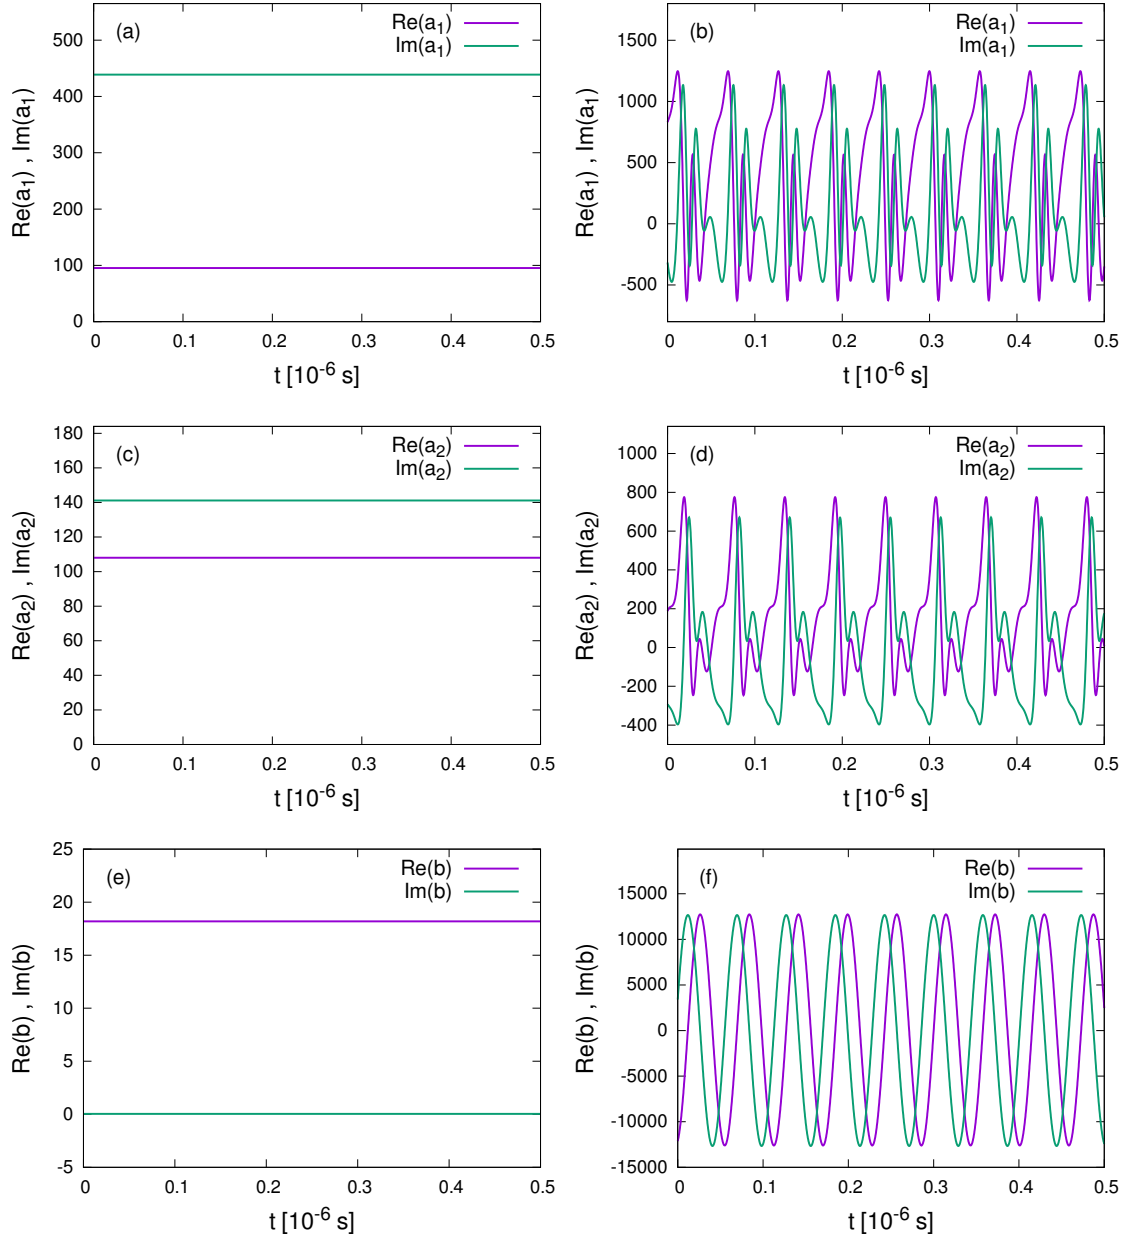 (a)
Re(a1)
Im(a1)
500
400
300
200
100
0
0 0.1 0.2 0.3 0.4 0.5
Re(a1) , Im(a1)
t [10-6 s]
(b)
Re(a1)
Im(a1)
1500
1000
500
0
-500
0 0.1 0.2 0.3 0.4 0.5
Re(a1) , Im(a1)
t [10-6 s]
(c)
Re(a2)
Im(a2)
180
160
140
120
100
80
60
40
20
0
0 0.1 0.2 0.3 0.4 0.5
Re(a2) , Im(a2)
t [10-6 s]
(d)
Re(a2)
Im(a2)
1000
800
600
400
200
0
-200
-400
0 0.1 0.2 0.3 0.4 0.5
Re(a2) , Im(a2)
t [10-6 s]
(e)
Re(b)
Im(b)
25
20
15
10
5
0
-5
0 0.1 0.2 0.3 0.4 0.5
Re(b) , Im(b)
t [10-6 s]
(f)
Re(b)
Im(b)
15000
10000
5000
0
-5000
-10000
-15000
0 0.1 0.2 0.3 0.4 0.5
Re(b) , Im(b)
t [10-6 s]